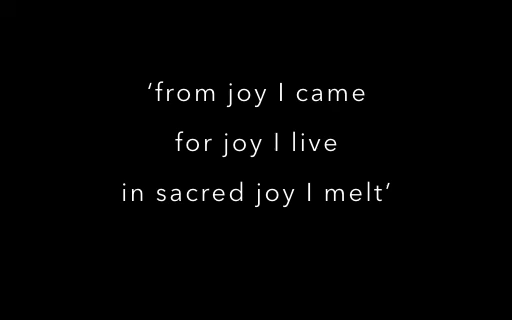 ‘from joy I came
for joy I live
in sacred joy I melt’